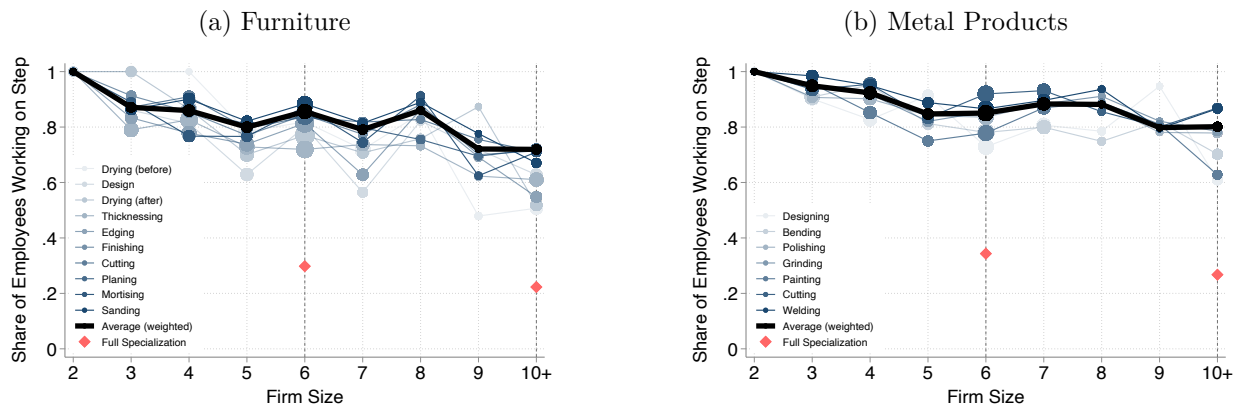 (a) Furniture
Share of Employees Working on Step
1
.8
.6
.4
.2
0
Drying (before)
Design
Drying (after)
Thicknessing
Edging
Finishing
Cutting
Planing
Mortising
Sanding
Average (weighted)
Full Specialization
2 3 4 5 6 7 8 9 10+
Firm Size
(b) Metal Products
Share of Employees Working on Step
1
.8
.6
.4
.2
0
Designing
Bending
Polishing
Grinding
Painting
Cutting
Welding
Average (weighted)
Full Specialization
2 3 4 5 6 7 8 9 10+
Firm Size